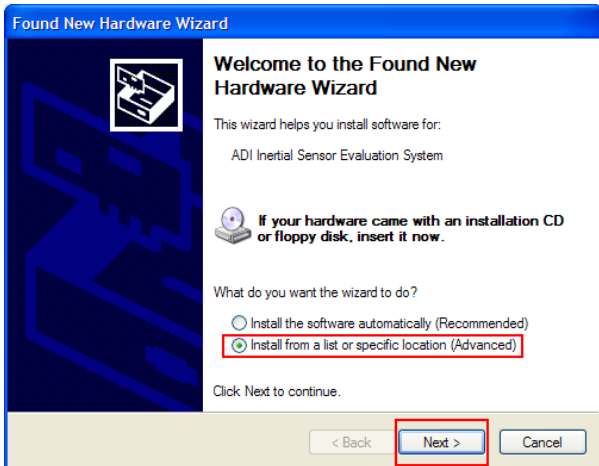 Found New Hardware Wizard
Welcome to the Found New
Hardware Wizard
This wizard helps you install software for:
ADI Inertial Sensor Evaluation System
If your hardware came with an installation CD
or floppy disk, insert it now.
What do you want the wizard to do?
Install the software automatically (Recommended)
Install from a list or specific location (Advanced)
Click Next to continue.
< Back Next > Cancel